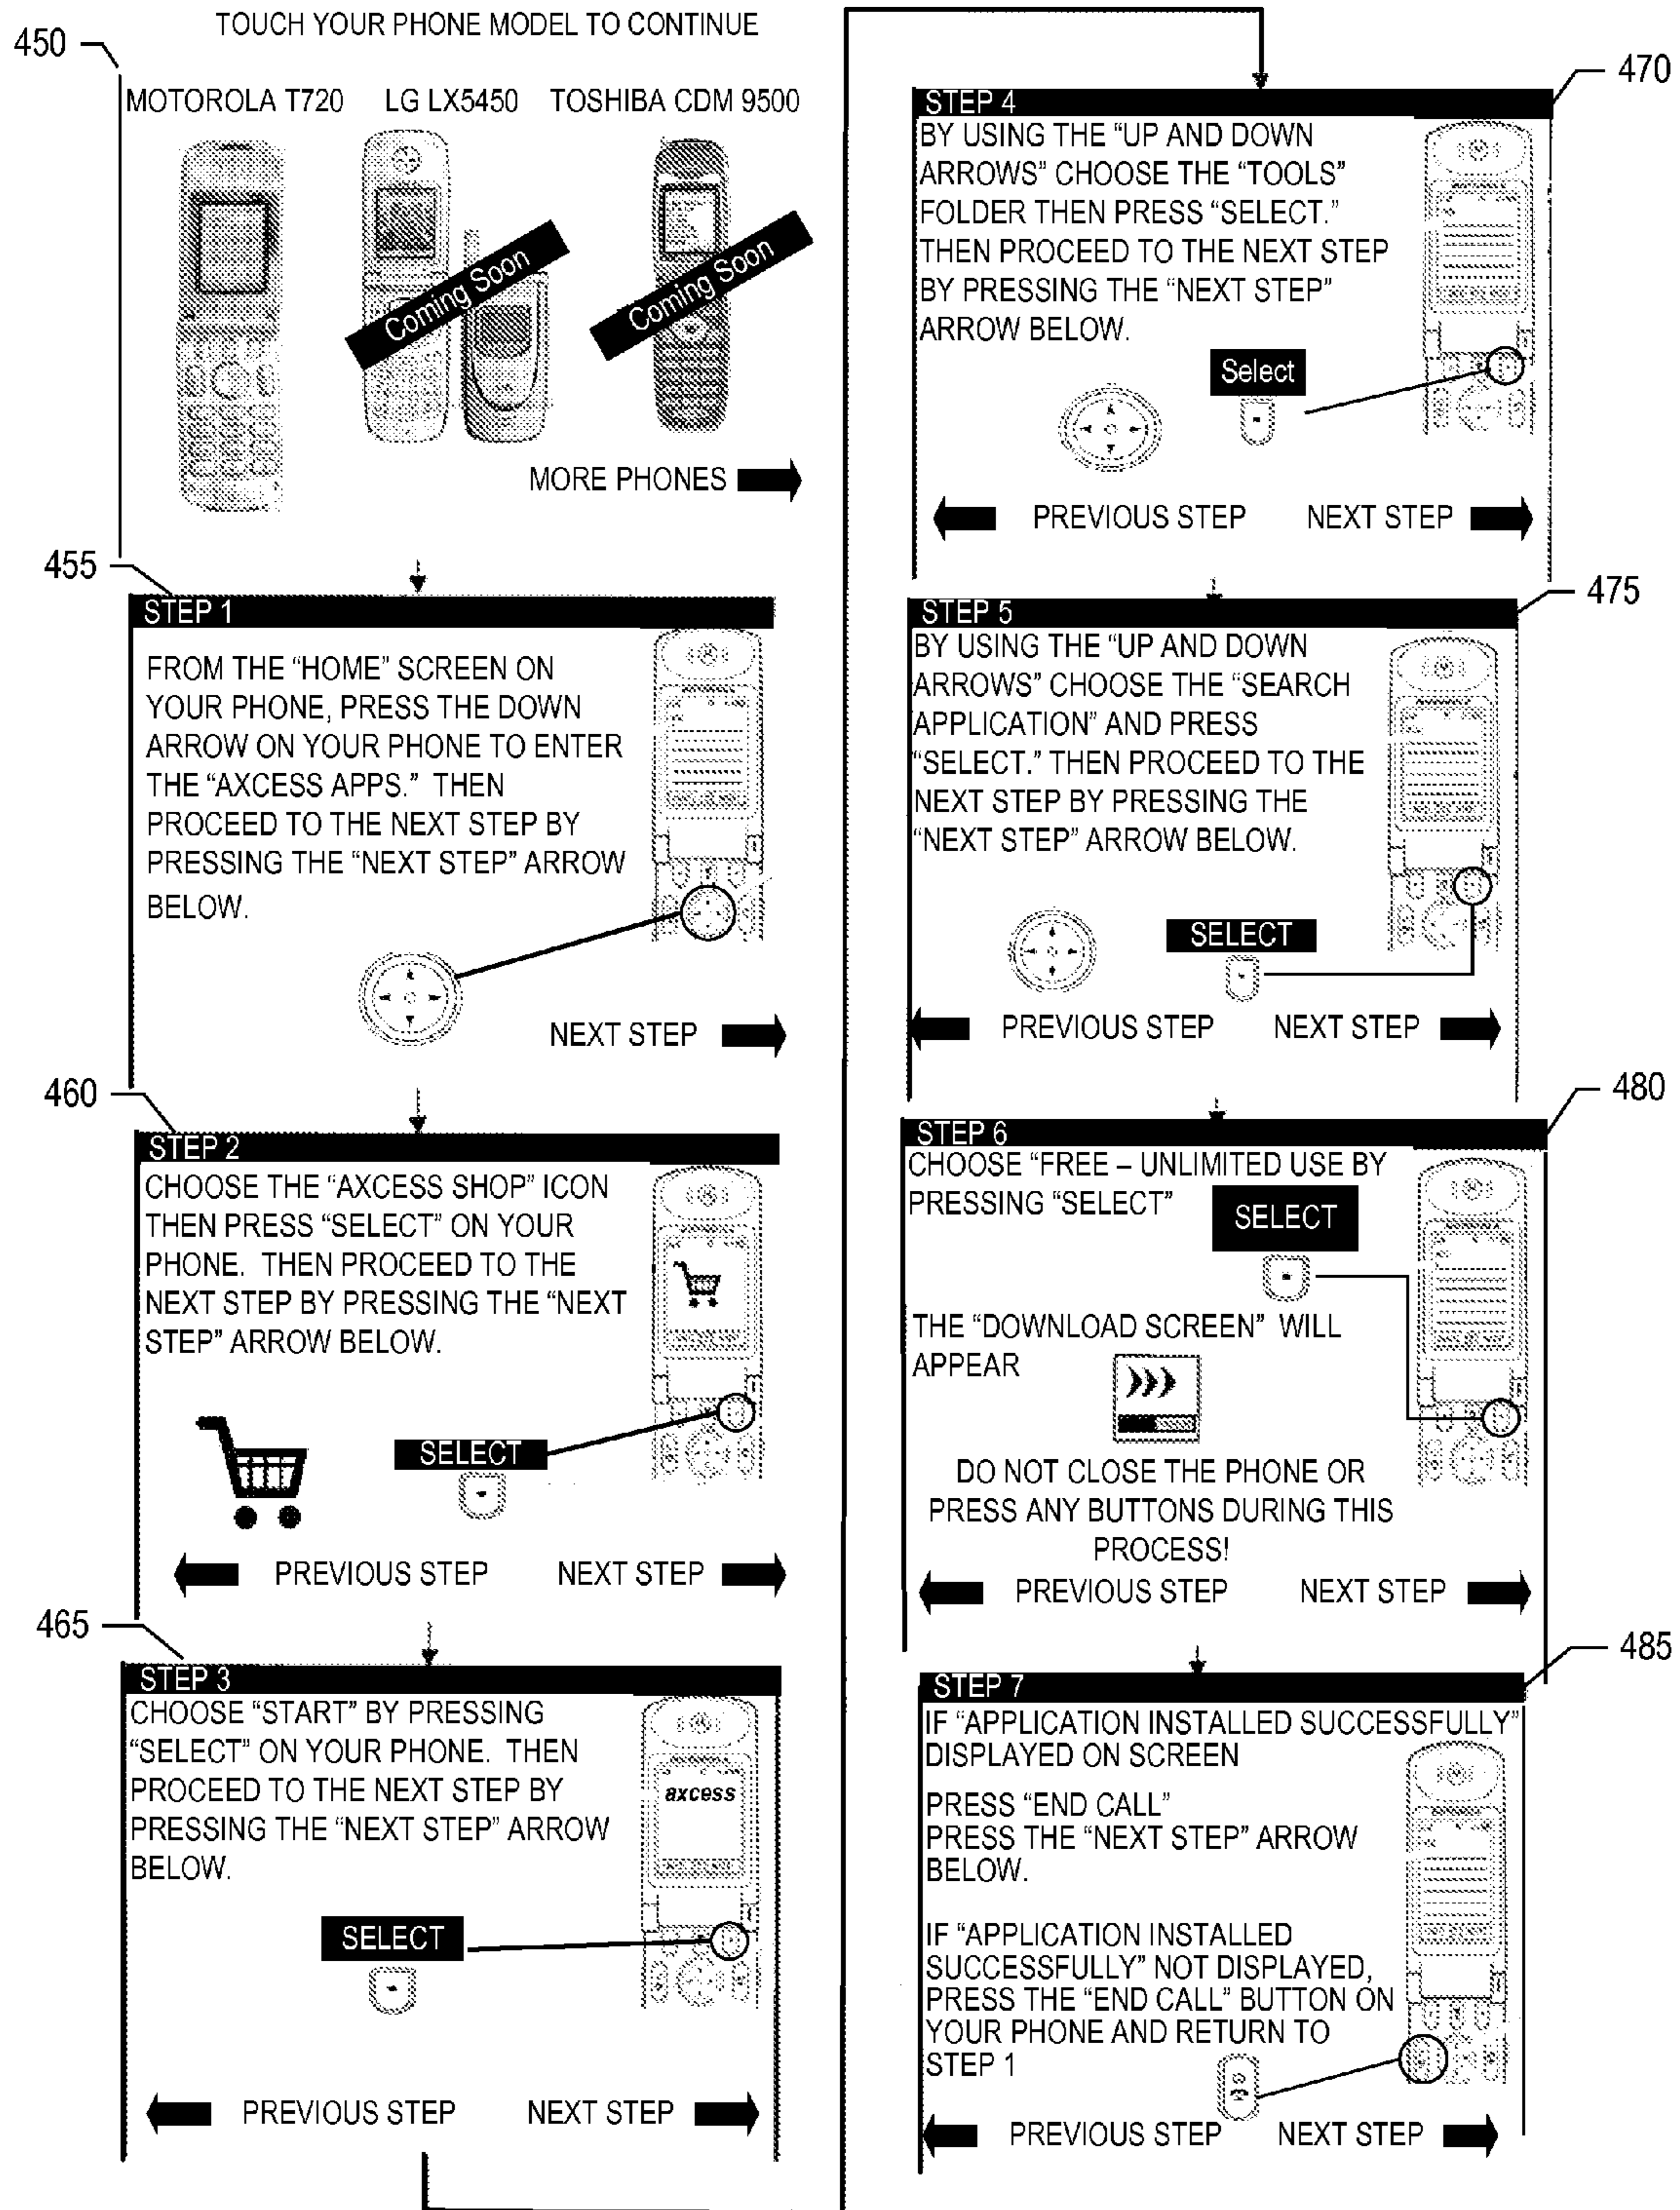 TOUCH YOUR PHONE MODEL TO CONTINUE
450
MOTOROLA T720 LG LX5450 TOSHIBA CDM 9500
Coming Soon
Coming Soon
MORE PHONES
455
STEP 1
FROM THE “HOME” SCREEN ON
YOUR PHONE, PRESS THE DOWN
ARROW ON YOUR PHONE TO ENTER
THE “AXCESS APPS.” THEN
PROCEED TO THE NEXT STEP BY
PRESSING THE “NEXT STEP” ARROW
BELOW.
NEXT STEP
460
STEP 2
CHOOSE THE “AXCESS SHOP” ICON
THEN PRESS “SELECT” ON YOUR
PHONE. THEN PROCEED TO THE
NEXT STEP BY PRESSING THE “NEXT
STEP” ARROW BELOW.
SELECT
PREVIOUS STEP NEXT STEP
465
STEP 3
CHOOSE “START” BY PRESSING
“SELECT” ON YOUR PHONE. THEN
PROCEED TO THE NEXT STEP BY
PRESSING THE “NEXT STEP” ARROW
BELOW.
axcess
SELECT
PREVIOUS STEP NEXT STEP
470
STEP 4
BY USING THE “UP AND DOWN
ARROWS” CHOOSE THE “TOOLS”
FOLDER THEN PRESS “SELECT.”
THEN PROCEED TO THE NEXT STEP
BY PRESSING THE “NEXT STEP”
ARROW BELOW.
Select
PREVIOUS STEP NEXT STEP
475
STEP 5
BY USING THE “UP AND DOWN
ARROWS” CHOOSE THE “SEARCH
APPLICATION” AND PRESS
“SELECT.” THEN PROCEED TO THE
NEXT STEP BY PRESSING THE
“NEXT STEP” ARROW BELOW.
SELECT
PREVIOUS STEP NEXT STEP
480
STEP 6
CHOOSE “FREE – UNLIMITED USE BY
PRESSING “SELECT”
SELECT
THE “DOWNLOAD SCREEN” WILL
APPEAR
DO NOT CLOSE THE PHONE OR
PRESS ANY BUTTONS DURING THIS
PROCESS!
PREVIOUS STEP NEXT STEP
485
STEP 7
IF “APPLICATION INSTALLED SUCCESSFULLY”
DISPLAYED ON SCREEN
PRESS “END CALL”
PRESS THE “NEXT STEP” ARROW
BELOW.
IF “APPLICATION INSTALLED
SUCCESSFULLY” NOT DISPLAYED,
PRESS THE “END CALL” BUTTON ON
YOUR PHONE AND RETURN TO
STEP 1
PREVIOUS STEP NEXT STEP